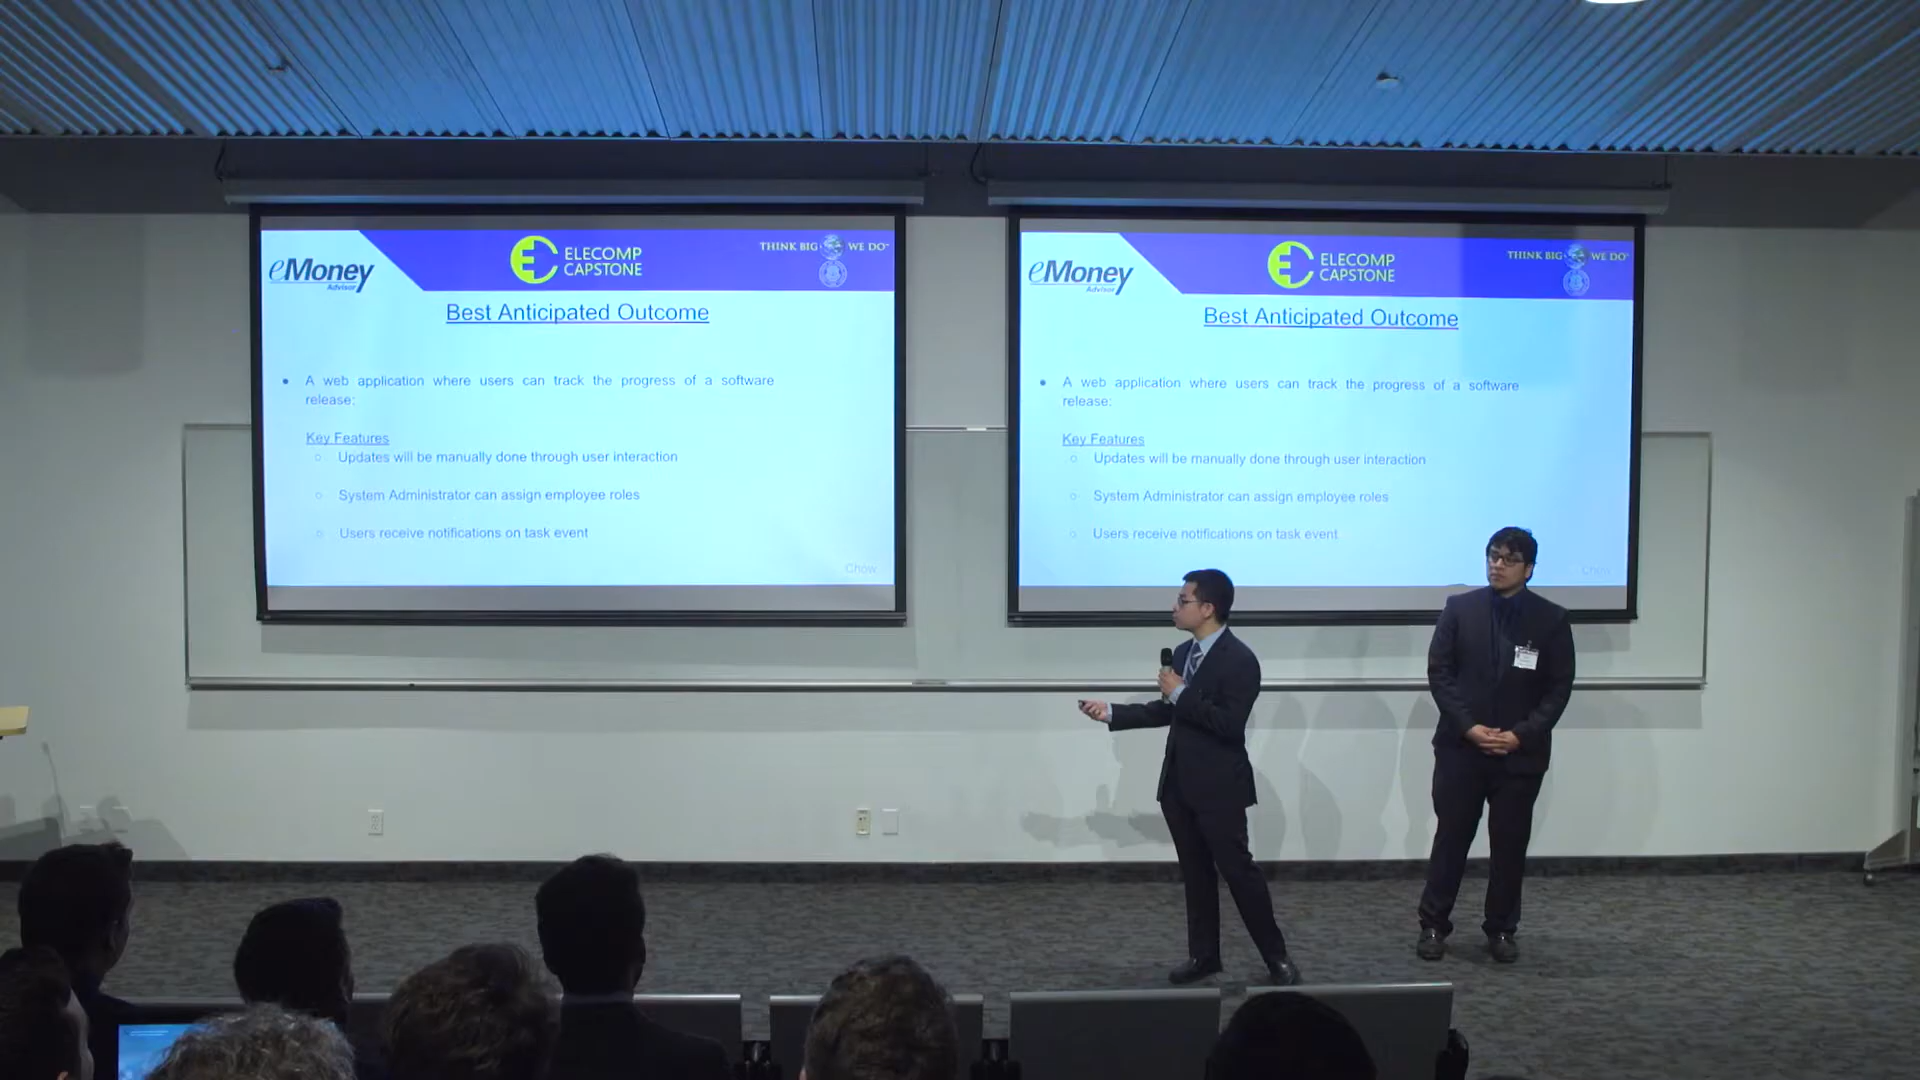 eMoney
Advisor
ELECOMP
CAPSTONE
THINK BIG WE DO
Best Anticipated Outcome
• A web application where users can track the progress of a software
release:
Key Features
○ Updates will be manually done through user interaction
○ System Administrator can assign employee roles
○ Users receive notifications on task event
Chow
eMoney
Advisor
ELECOMP
CAPSTONE
THINK BIG WE DO
Best Anticipated Outcome
• A web application where users can track the progress of a software
release:
Key Features
○ Updates will be manually done through user interaction
○ System Administrator can assign employee roles
○ Users receive notifications on task event
Chow